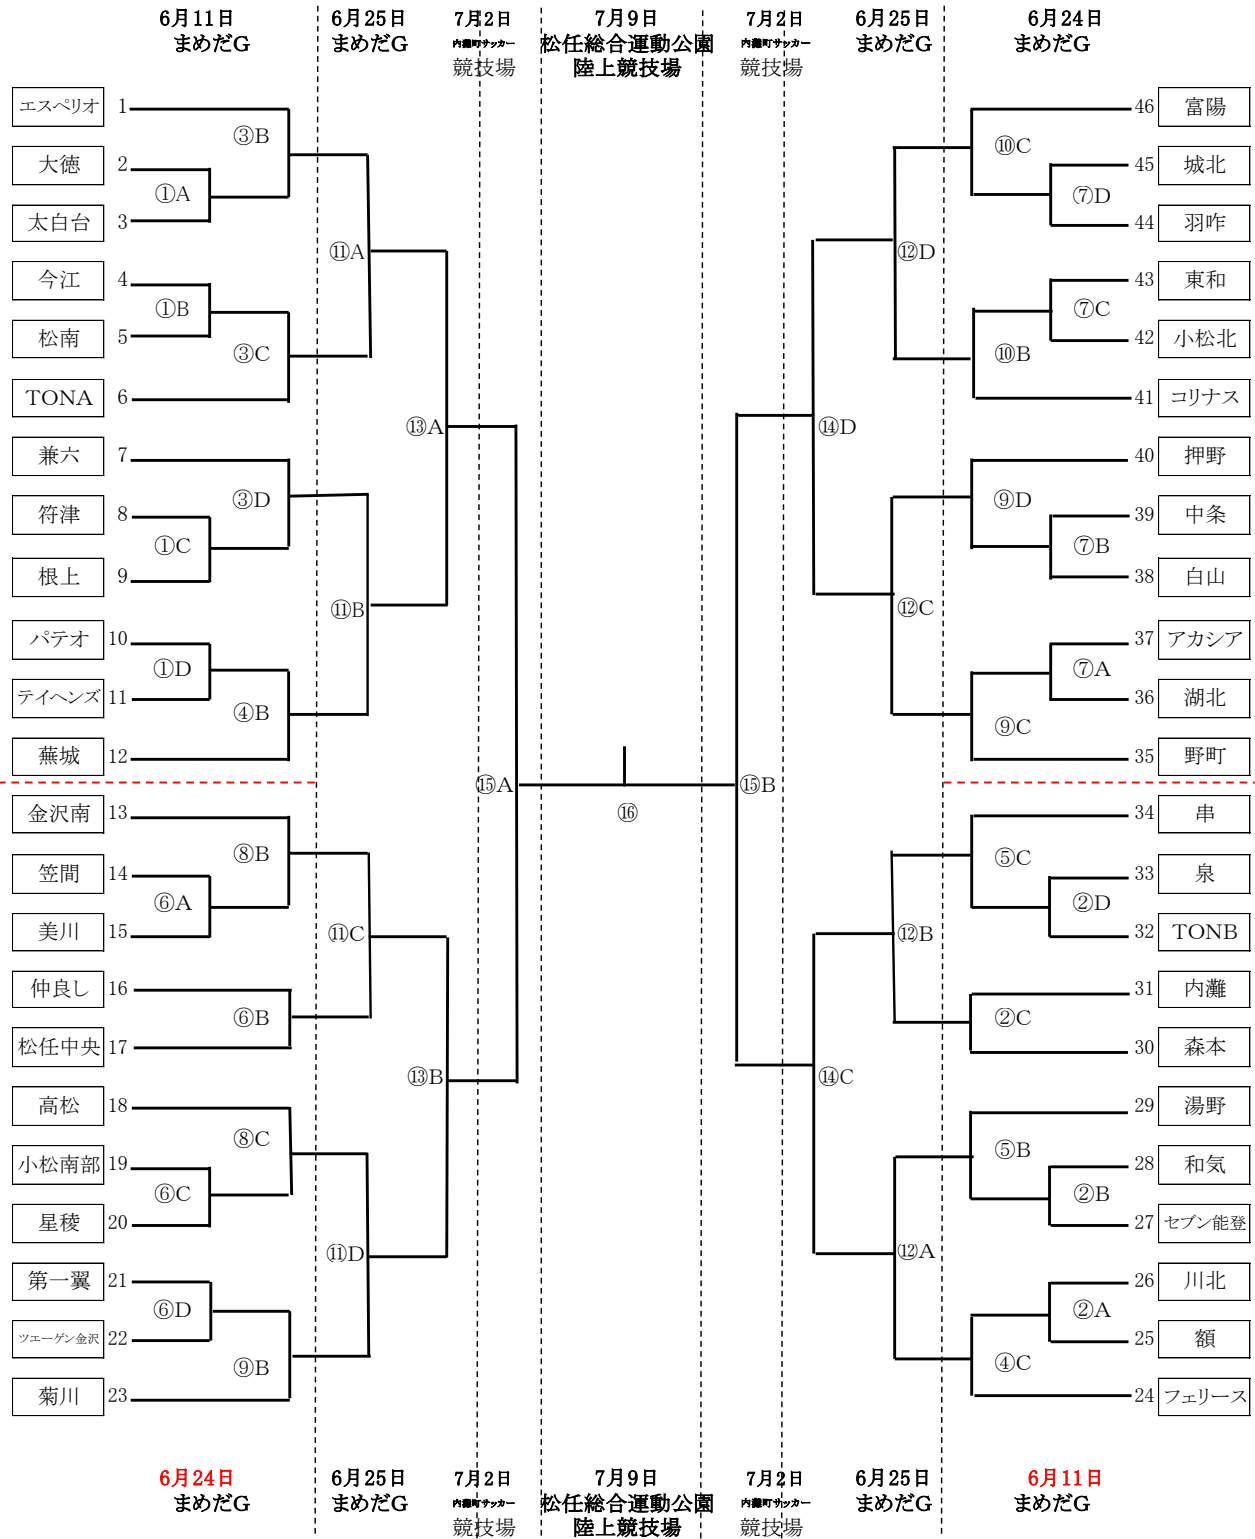 6月11日
まめだG
6月25日
まめだG
7月2日
内灘町サッカー
競技場
7月9日
松任総合運動公園
陸上競技場
7月2日
内灘町サッカー
競技場
6月25日
まめだG
6月24日
まめだG
エスペリオ 1
大徳 2
太白台 3
今江 4
松南 5
TONA 6
兼六 7
符津 8
根上 9
パテオ 10
テイヘンズ 11
蕪城 12
金沢南 13
笠間 14
美川 15
仲良し 16
松任中央 17
高松 18
小松南部 19
星稜 20
第一翼 21
ツエーゲン金沢 22
菊川 23
①A
①B
①C
①D
⑥A
⑥B
⑥C
⑥D
③B
③C
③D
④B
⑧B
⑧C
⑨B
⑪A
⑪B
⑪C
⑪D
⑬A
⑬B
⑮A
⑯
⑮B
⑭D
⑭C
⑫D
⑫C
⑫B
⑫A
⑩C
⑩B
⑨D
⑨C
⑤C
②C
⑤B
④C
⑦D
⑦C
⑦B
⑦A
②D
②B
②A
46 富陽
45 城北
44 羽咋
43 東和
42 小松北
41 コリナス
40 押野
39 中条
38 白山
37 アカシア
36 湖北
35 野町
34 串
33 泉
32 TONB
31 内灘
30 森本
29 湯野
28 和気
27 セブン能登
26 川北
25 額
24 フェリース
6月24日
まめだG
6月25日
まめだG
7月2日
内灘町サッカー
競技場
7月9日
松任総合運動公園
陸上競技場
7月2日
内灘町サッカー
競技場
6月25日
まめだG
6月11日
まめだG